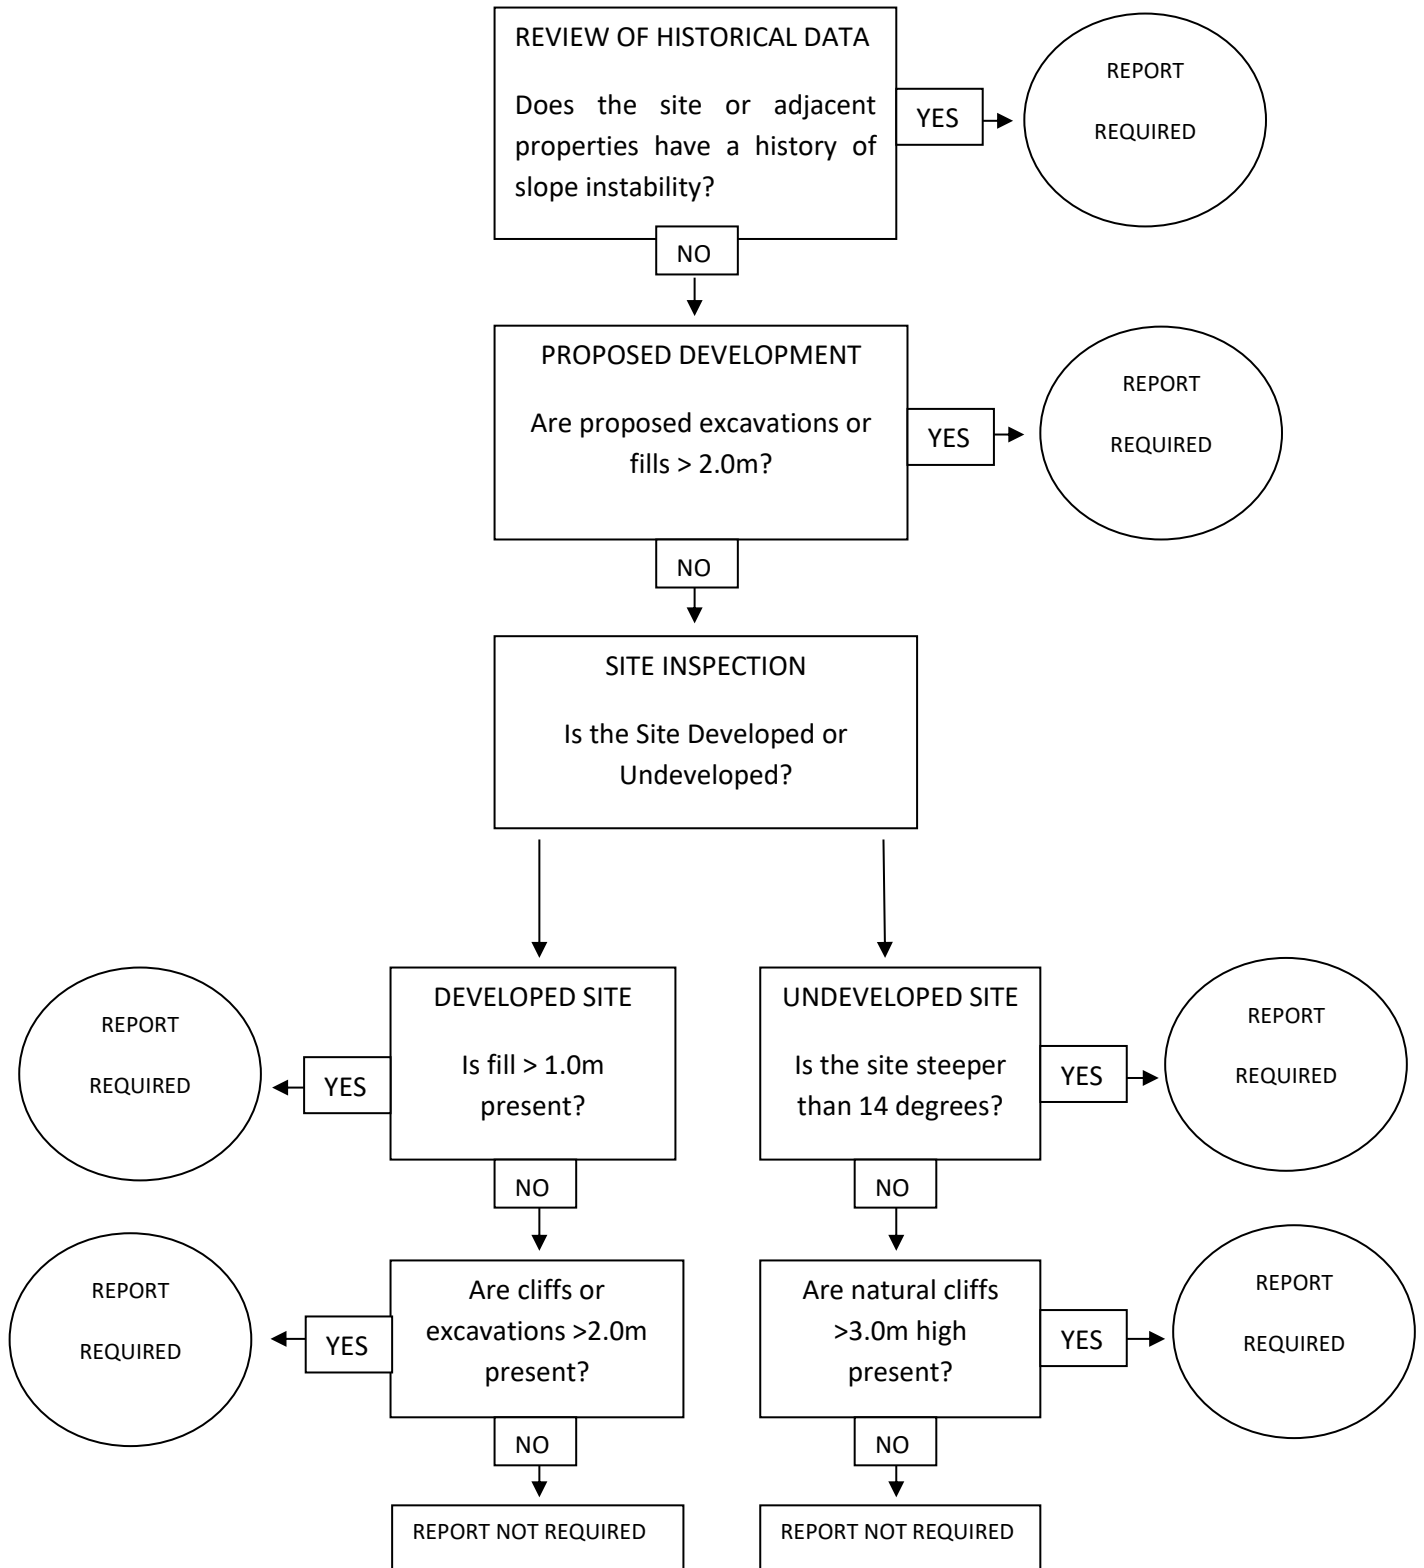 REVIEW OF HISTORICAL DATA
Does the site or adjacent
properties have a history of
slope instability?
YES
REPORT
REQUIRED
NO
PROPOSED DEVELOPMENT
Are proposed excavations or
fills > 2.0m?
YES
REPORT
REQUIRED
NO
SITE INSPECTION
Is the Site Developed or
Undeveloped?
DEVELOPED SITE
Is fill > 1.0m
present?
YES
REPORT
REQUIRED
NO
Are cliffs or
excavations >2.0m
present?
YES
REPORT
REQUIRED
NO
REPORT NOT REQUIRED
UNDEVELOPED SITE
Is the site steeper
than 14 degrees?
YES
REPORT
REQUIRED
NO
Are natural cliffs
>3.0m high
present?
YES
REPORT
REQUIRED
NO
REPORT NOT REQUIRED